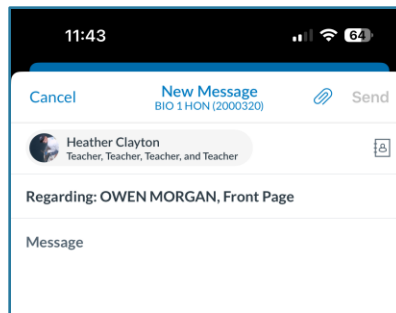 11:43
64
Cancel
New Message
BIO 1 HON (2000320)
Send
Heather Clayton
Teacher, Teacher, Teacher, and Teacher
Regarding: OWEN MORGAN, Front Page
Message